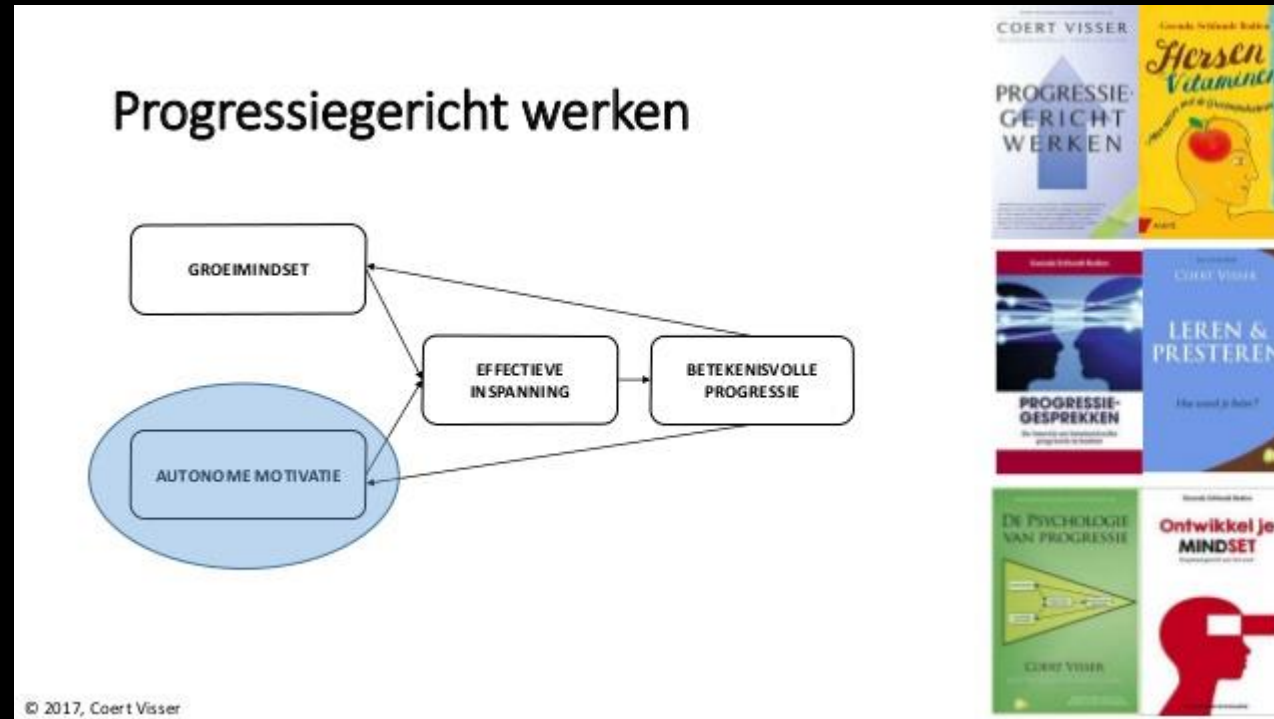 Progressiegericht werken
GROEIMINDSET
EFFECTIEVE
INSPANNING
BETEKENISVOLLE
PROGRESSIE
AUTONOME MOTIVATIE
© 2017, Coert Visser
COERT VISSER
PROGRESSIE-
GERICHT
WERKEN
Hersen
Vitaminen
COERT VISSER
LEREN &
PRESTEREN
PROGRESSIE-
GESPREKKEN
DE PSYCHOLOGIE
VAN PROGRESSIE
COERT VISSER
Ontwikkel je
MINDSET